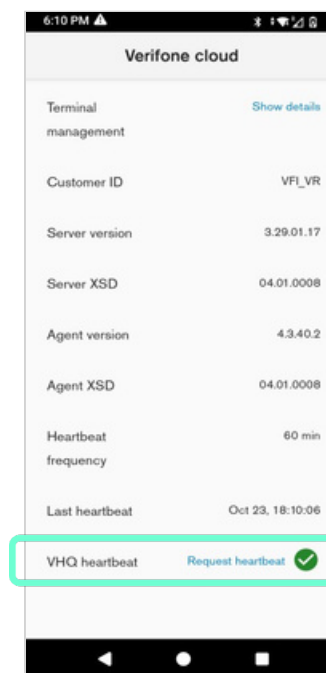 6:10 PM
Verifone cloud
Terminal
management
Show details
Customer ID
VFI_VR
Server version
3.29.01.17
Server XSD
04.01.0008
Agent version
4.3.40.2
Agent XSD
04.01.0008
Heartbeat
frequency
60 min
Last heartbeat
Oct 23, 18:10:06
VHQ heartbeat
Request heartbeat